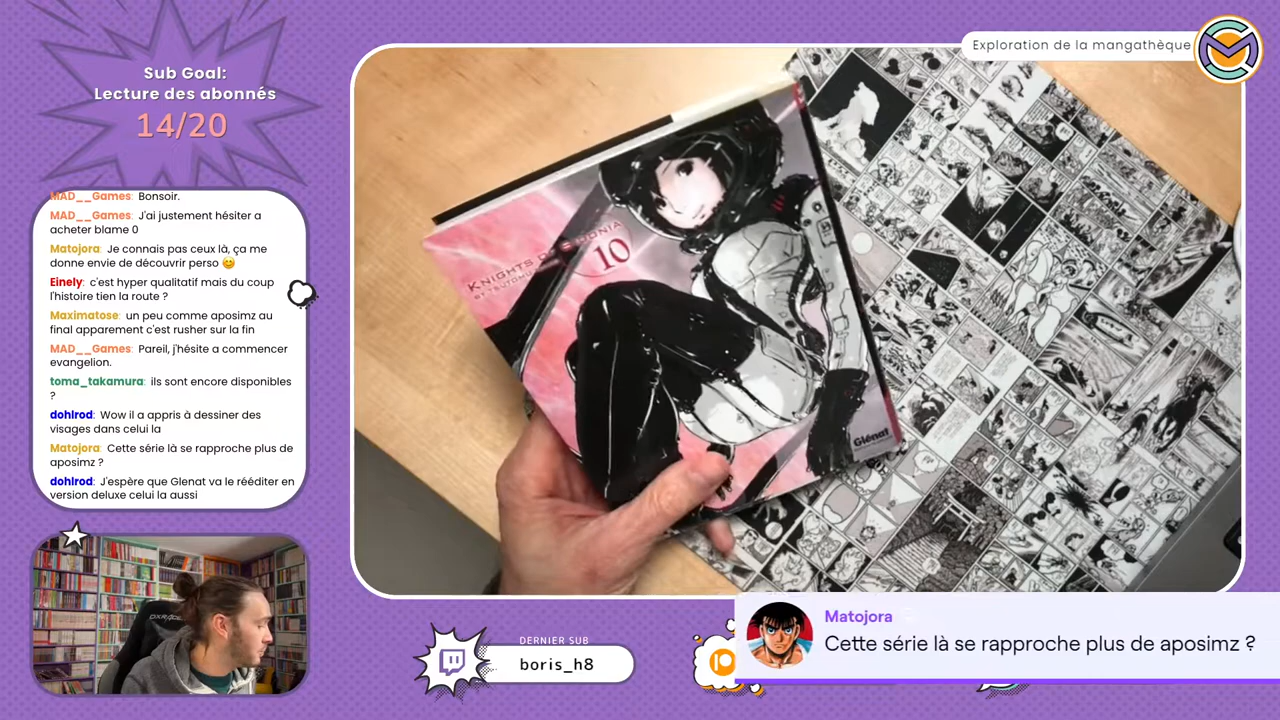 Sub Goal:
Lecture des abonnés
14/20
Exploration de la mangathèque
MAD__Games: Bonsoir.
MAD__Games: J'ai justement hésiter a
acheter blame 0
Matojora: Je connais pas ceux là, ça me
donne envie de découvrir perso 😊
Einely: c'est hyper qualitatif mais du coup
l'histoire tien la route ?
Maximatose: un peu comme aposimz au
final apparement c'est rusher sur la fin
MAD__Games: Pareil, j'hésite a commencer
evangelion.
toma_takamura: ils sont encore disponibles
?
dohlrod: Wow il a appris à dessiner des
visages dans celui la
Matojora: Cette série là se rapproche plus de
aposimz ?
dohlrod: J'espère que Glenat va le rééditer en
version deluxe celui la aussi
KNIGHTS OF SIDONIA
10
Glénat
DERNIER SUB
boris_h8
Matojora
Cette série là se rapproche plus de aposimz ?